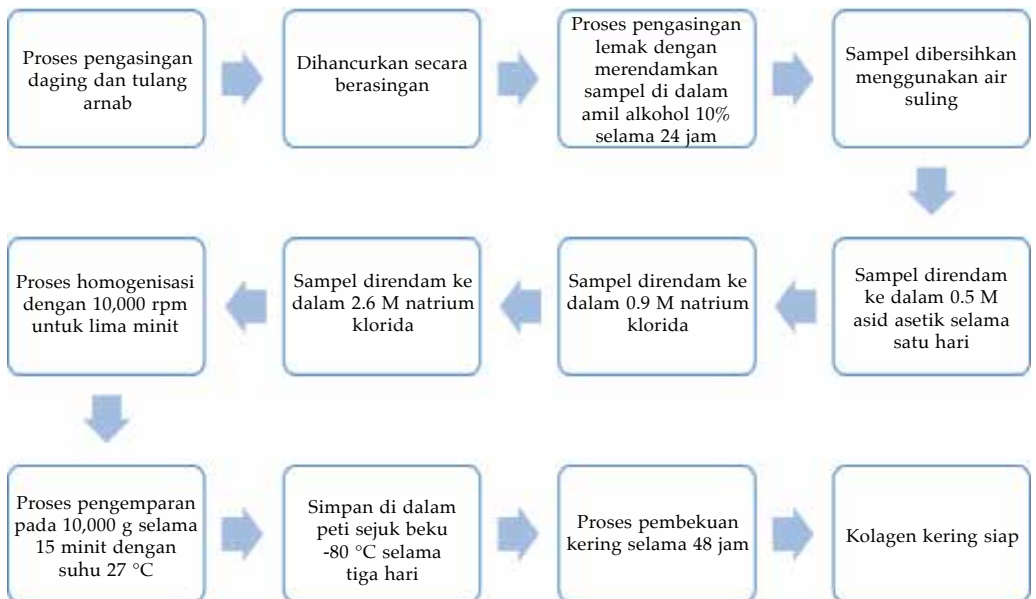 Proses pengasingan
daging dan tulang
arnab
Dihancurkan secara
berasingan
Proses pengasingan
lemak dengan
merendamkan
sampel di dalam
amil alkohol 10%
selama 24 jam
Sampel dibersihkan
menggunakan air
suling
Sampel direndam
ke dalam 0.5 M
asid asetik selama
satu hari
Sampel direndam ke
dalam 0.9 M natrium
klorida
Sampel direndam ke
dalam 2.6 M natrium
klorida
Proses homogenisasi
dengan 10,000 rpm
untuk lima minit
Proses pengemparan
pada 10,000 g selama
15 minit dengan
suhu 27 °C
Simpan di dalam
peti sejuk beku
-80 °C selama
tiga hari
Proses pembekuan
kering selama 48 jam
Kolagen kering siap